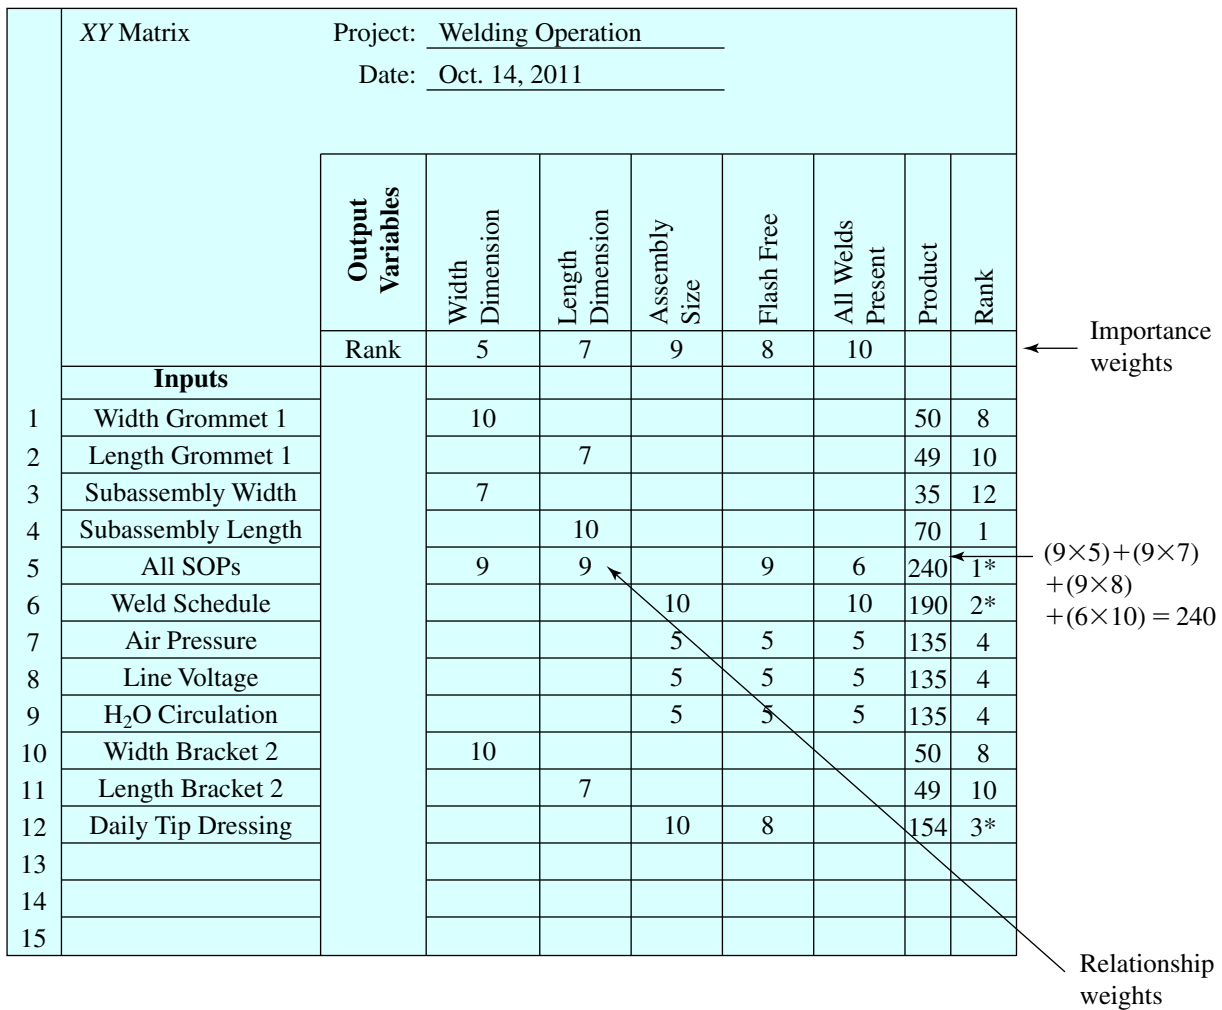 XY Matrix Project: Welding Operation
Date: Oct. 14, 2011
Output Variables Width Dimension Length Dimension Assembly Size Flash Free All Welds Present Product Rank
Rank 5 7 9 8 10
Importance weights
Inputs
1 Width Grommet 1 10 50 8
2 Length Grommet 1 7 49 10
3 Subassembly Width 7 35 12
4 Subassembly Length 10 70 1
5 All SOPs 9 9 9 6 240 1*
(9×5)+(9×7)
+(9×8)
+(6×10) = 240
6 Weld Schedule 10 10 190 2*
7 Air Pressure 5 5 5 135 4
8 Line Voltage 5 5 5 135 4
9 H₂O Circulation 5 5 5 135 4
10 Width Bracket 2 10 50 8
11 Length Bracket 2 7 49 10
12 Daily Tip Dressing 10 8 154 3*
13
14
15
Relationship
weights